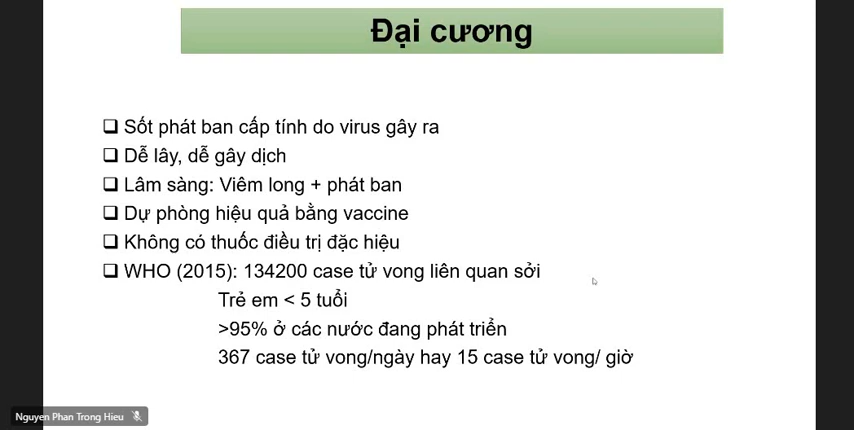 Đại cương
❑ Sốt phát ban cấp tính do virus gây ra
❑ Dễ lây, dễ gây dịch
❑ Lâm sàng: Viêm long + phát ban
❑ Dự phòng hiệu quả bằng vaccine
❑ Không có thuốc điều trị đặc hiệu
❑ WHO (2015): 134200 case tử vong liên quan sởi
Trẻ em < 5 tuổi
>95% ở các nước đang phát triển
367 case tử vong/ngày hay 15 case tử vong/ giờ
Nguyen Phan Trong Hieu